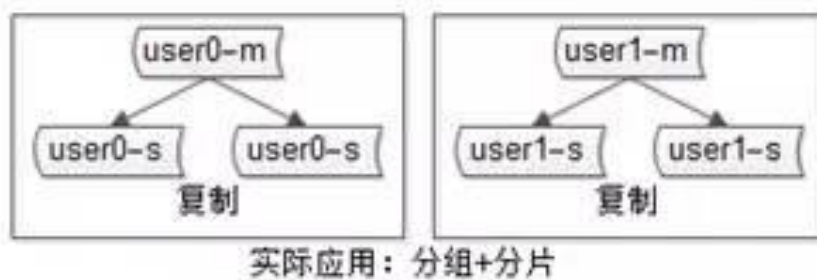 user0-m
user1-m
user0-s user0-s
user1-s user1-s
复制
复制
实际应用：分组+分片